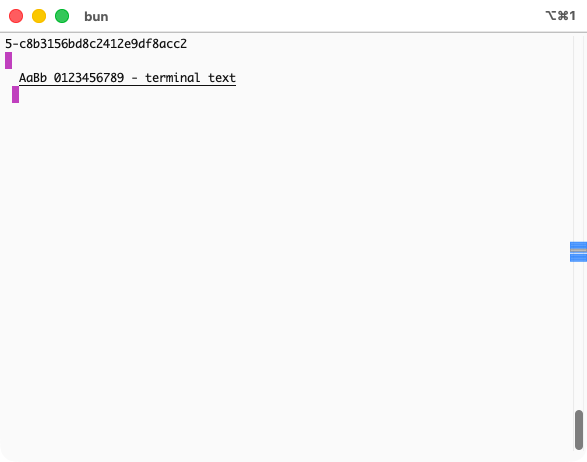 bun
⌥⌘1
5-c8b3156bd8c2412e9df8acc2
AaBb 0123456789 - terminal text